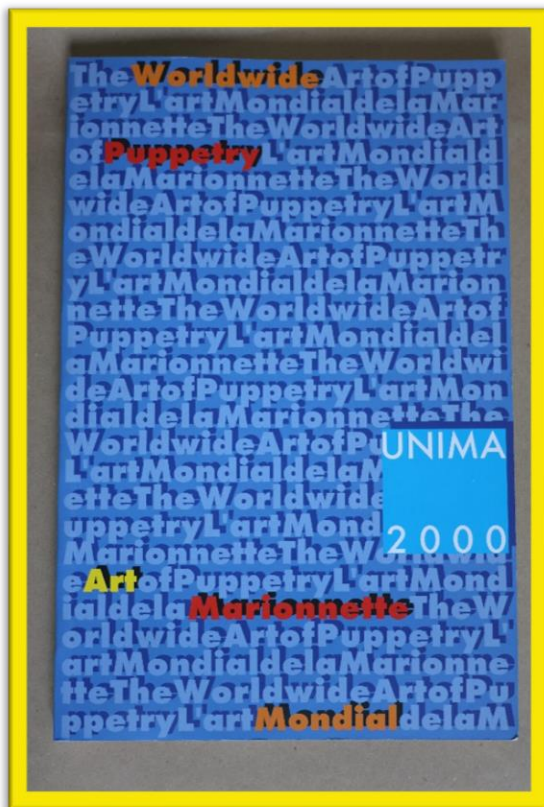 TheWorldwideArtofPupp
etryL'artMondialdelaMar
ionnetteTheWorldwideArt
ofPuppetryL'artMondiald
elaMarionnetteTheWorld
wideArtofPuppetryL'artM
ondialdelaMarionnetteTh
eWorldwideArtofPuppetr
yL'artMondialdelaMarion
netteTheWorldwideArtof
PuppetryL'artMondialdel
aMarionnetteTheWorldwi
deArtofPuppetryL'artMon
dialdelaMarionnetteThe
WorldwideArtofPu
L'artMondialdelaM
etteTheWorldwide
uppetryL'artMond
MarionnetteTheWo
eArtofPuppetryL'artMond
ialdelaMarionnetteTheW
orldwideArtofPuppetryL'
artMondialdelaMarionne
tteTheWorldwideArtofPu
ppetryL'artMondialdelaM
UNIMA
2000